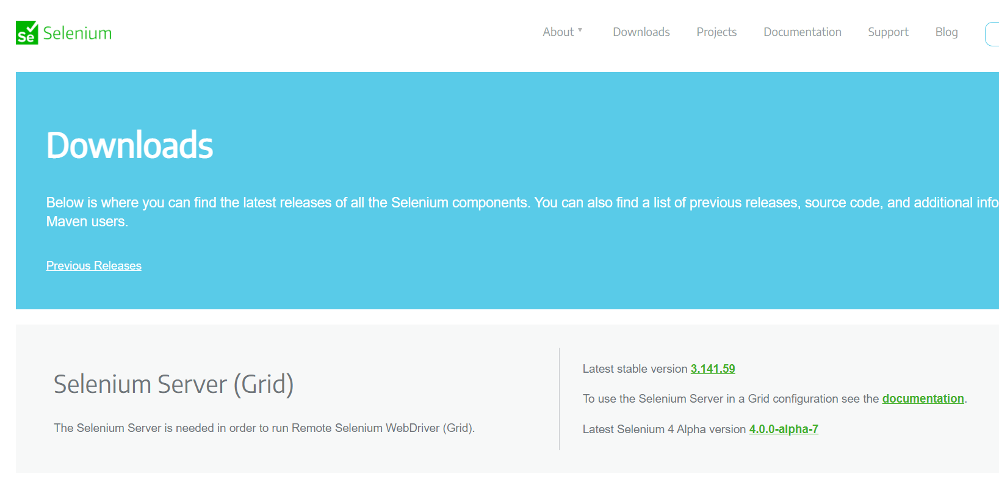 Se Selenium
About Downloads Projects Documentation Support Blog
Downloads
Below is where you can find the latest releases of all the Selenium components. You can also find a list of previous releases, source code, and additional info
Maven users.
Previous Releases
Selenium Server (Grid)
The Selenium Server is needed in order to run Remote Selenium WebDriver (Grid).
Latest stable version 3.141.59
To use the Selenium Server in a Grid configuration see the documentation.
Latest Selenium 4 Alpha version 4.0.0-alpha-7